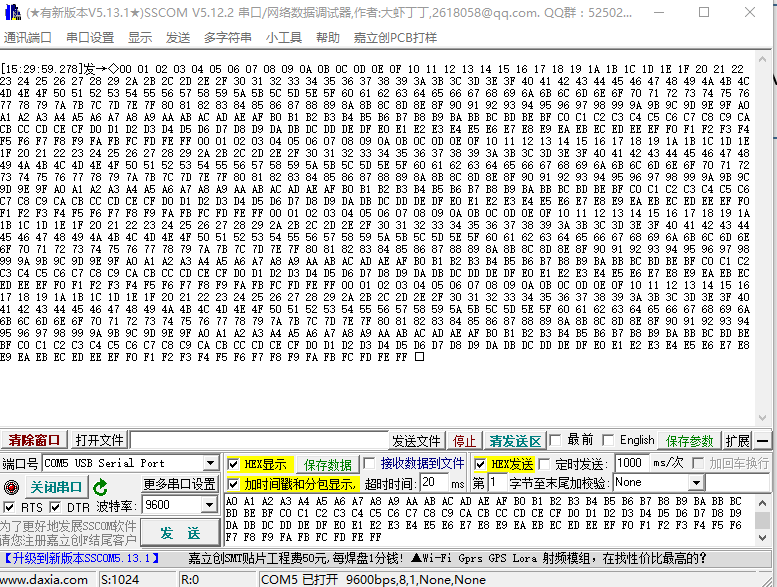 (★有新版本V5.13.1★)SSCOM V5.12.2 串口/网络数据调试器,作者:大虾丁丁,2618058@qq.com. QQ群：52502...
通讯端口 串口设置 显示 发送 多字符串 小工具 帮助 嘉立创PCB打样
[15:29:59.278]发→◇00 01 02 03 04 05 06 07 08 09 0A 0B 0C 0D 0E 0F 10 11 12 13 14 15 16 17 18 19 1A 1B 1C 1D 1E 1F 20 21 22
23 24 25 26 27 28 29 2A 2B 2C 2D 2E 2F 30 31 32 33 34 35 36 37 38 39 3A 3B 3C 3D 3E 3F 40 41 42 43 44 45 46 47 48 49 4A 4B 4C
4D 4E 4F 50 51 52 53 54 55 56 57 58 59 5A 5B 5C 5D 5E 5F 60 61 62 63 64 65 66 67 68 69 6A 6B 6C 6D 6E 6F 70 71 72 73 74 75 76
77 78 79 7A 7B 7C 7D 7E 7F 80 81 82 83 84 85 86 87 88 89 8A 8B 8C 8D 8E 8F 90 91 92 93 94 95 96 97 98 99 9A 9B 9C 9D 9E 9F A0
A1 A2 A3 A4 A5 A6 A7 A8 A9 AA AB AC AD AE AF B0 B1 B2 B3 B4 B5 B6 B7 B8 B9 BA BB BC BD BE BF C0 C1 C2 C3 C4 C5 C6 C7 C8 C9 CA
CB CC CD CE CF D0 D1 D2 D3 D4 D5 D6 D7 D8 D9 DA DB DC DD DE DF E0 E1 E2 E3 E4 E5 E6 E7 E8 E9 EA EB EC ED EE EF F0 F1 F2 F3 F4
F5 F6 F7 F8 F9 FA FB FC FD FE FF 00 01 02 03 04 05 06 07 08 09 0A 0B 0C 0D 0E 0F 10 11 12 13 14 15 16 17 18 19 1A 1B 1C 1D 1E
1F 20 21 22 23 24 25 26 27 28 29 2A 2B 2C 2D 2E 2F 30 31 32 33 34 35 36 37 38 39 3A 3B 3C 3D 3E 3F 40 41 42 43 44 45 46 47 48
49 4A 4B 4C 4D 4E 4F 50 51 52 53 54 55 56 57 58 59 5A 5B 5C 5D 5E 5F 60 61 62 63 64 65 66 67 68 69 6A 6B 6C 6D 6E 6F 70 71 72
73 74 75 76 77 78 79 7A 7B 7C 7D 7E 7F 80 81 82 83 84 85 86 87 88 89 8A 8B 8C 8D 8E 8F 90 91 92 93 94 95 96 97 98 99 9A 9B 9C
9D 9E 9F A0 A1 A2 A3 A4 A5 A6 A7 A8 A9 AA AB AC AD AE AF B0 B1 B2 B3 B4 B5 B6 B7 B8 B9 BA BB BC BD BE BF C0 C1 C2 C3 C4 C5 C6
C7 C8 C9 CA CB CC CD CE CF D0 D1 D2 D3 D4 D5 D6 D7 D8 D9 DA DB DC DD DE DF E0 E1 E2 E3 E4 E5 E6 E7 E8 E9 EA EB EC ED EE EF F0
F1 F2 F3 F4 F5 F6 F7 F8 F9 FA FB FC FD FE FF 00 01 02 03 04 05 06 07 08 09 0A 0B 0C 0D 0E 0F 10 11 12 13 14 15 16 17 18 19 1A
1B 1C 1D 1E 1F 20 21 22 23 24 25 26 27 28 29 2A 2B 2C 2D 2E 2F 30 31 32 33 34 35 36 37 38 39 3A 3B 3C 3D 3E 3F 40 41 42 43 44
45 46 47 48 49 4A 4B 4C 4D 4E 4F 50 51 52 53 54 55 56 57 58 59 5A 5B 5C 5D 5E 5F 60 61 62 63 64 65 66 67 68 69 6A 6B 6C 6D 6E
6F 70 71 72 73 74 75 76 77 78 79 7A 7B 7C 7D 7E 7F 80 81 82 83 84 85 86 87 88 89 8A 8B 8C 8D 8E 8F 90 91 92 93 94 95 96 97 98
99 9A 9B 9C 9D 9E 9F A0 A1 A2 A3 A4 A5 A6 A7 A8 A9 AA AB AC AD AE AF B0 B1 B2 B3 B4 B5 B6 B7 B8 B9 BA BB BC BD BE BF C0 C1 C2
C3 C4 C5 C6 C7 C8 C9 CA CB CC CD CE CF D0 D1 D2 D3 D4 D5 D6 D7 D8 D9 DA DB DC DD DE DF E0 E1 E2 E3 E4 E5 E6 E7 E8 E9 EA EB EC
ED EE EF F0 F1 F2 F3 F4 F5 F6 F7 F8 F9 FA FB FC FD FE FF 00 01 02 03 04 05 06 07 08 09 0A 0B 0C 0D 0E 0F 10 11 12 13 14 15 16
17 18 19 1A 1B 1C 1D 1E 1F 20 21 22 23 24 25 26 27 28 29 2A 2B 2C 2D 2E 2F 30 31 32 33 34 35 36 37 38 39 3A 3B 3C 3D 3E 3F 40
41 42 43 44 45 46 47 48 49 4A 4B 4C 4D 4E 4F 50 51 52 53 54 55 56 57 58 59 5A 5B 5C 5D 5E 5F 60 61 62 63 64 65 66 67 68 69 6A
6B 6C 6D 6E 6F 70 71 72 73 74 75 76 77 78 79 7A 7B 7C 7D 7E 7F 80 81 82 83 84 85 86 87 88 89 8A 8B 8C 8D 8E 8F 90 91 92 93 94
95 96 97 98 99 9A 9B 9C 9D 9E 9F A0 A1 A2 A3 A4 A5 A6 A7 A8 A9 AA AB AC AD AE AF B0 B1 B2 B3 B4 B5 B6 B7 B8 B9 BA BB BC BD BE
BF C0 C1 C2 C3 C4 C5 C6 C7 C8 C9 CA CB CC CD CE CF D0 D1 D2 D3 D4 D5 D6 D7 D8 D9 DA DB DC DD DE DF E0 E1 E2 E3 E4 E5 E6 E7 E8
E9 EA EB EC ED EE EF F0 F1 F2 F3 F4 F5 F6 F7 F8 F9 FA FB FC FD FE FF □
清除窗口 打开文件 发送文件 停止 清发送区 最前 English 保存参数 扩展 —
端口号 COM5 USB Serial Port HEX显示 保存数据 接收数据到文件 HEX发送 定时发送: 1000 ms/次 加回车换行
关闭串口 更多串口设置 加时间戳和分包显示, 超时时间: 20 ms 第 1 字节至末尾加校验: None
RTS DTR 波特率: 9600
为了更好地发展SSCOM软件
请您注册嘉立创F结尾客户
发 送
A0 A1 A2 A3 A4 A5 A6 A7 A8 A9 AA AB AC AD AE AF B0 B1 B2 B3 B4 B5 B6 B7 B8 B9 BA BB BC
BD BE BF C0 C1 C2 C3 C4 C5 C6 C7 C8 C9 CA CB CC CD CE CF D0 D1 D2 D3 D4 D5 D6 D7 D8 D9
DA DB DC DD DE DF E0 E1 E2 E3 E4 E5 E6 E7 E8 E9 EA EB EC ED EE EF F0 F1 F2 F3 F4 F5 F6
F7 F8 F9 FA FB FC FD FE FF
【升级到新版本SSCOM5.13.1】 嘉立创SMT贴片工程费50元,每焊盘1分钱! ▲Wi-Fi Gprs GPS Lora 射频模组，在找性价比最高的?
www.daxia.com S:1024 R:0 COM5 已打开 9600bps,8,1,None,None